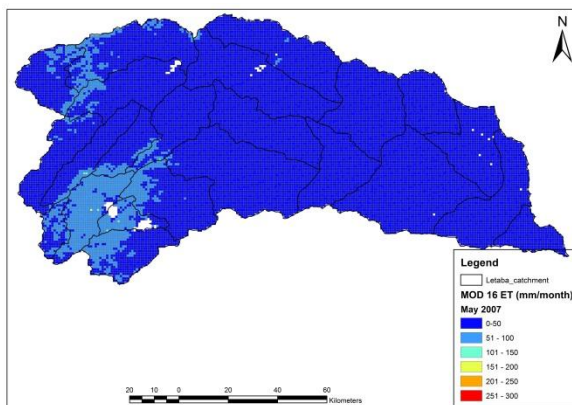 N
Legend
Letaba_catchment
MOD 16 ET (mm/month)
May 2007
0-50
51 - 100
101 - 150
151 - 200
201 - 250
251 - 300
20 10 0 20 40 60
Kilometers